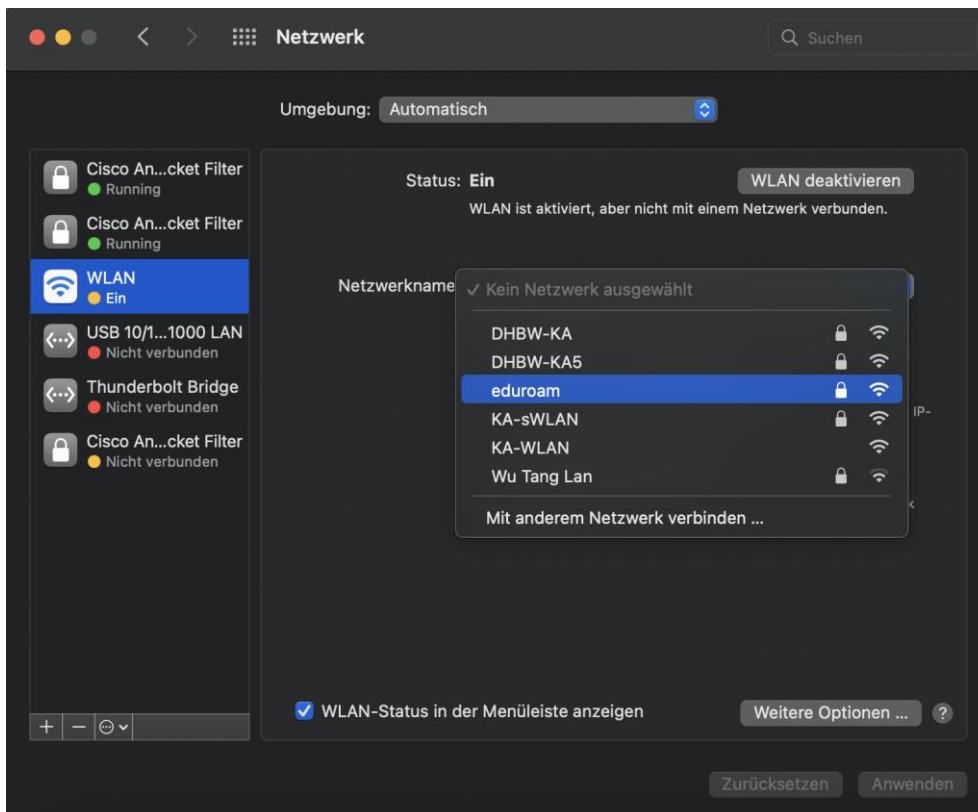 Netzwerk
Suchen
Umgebung: Automatisch
Cisco An...cket Filter
Running
Cisco An...cket Filter
Running
WLAN
Ein
USB 10/1...1000 LAN
Nicht verbunden
Thunderbolt Bridge
Nicht verbunden
Cisco An...cket Filter
Nicht verbunden
Status: Ein
WLAN deaktivieren
WLAN ist aktiviert, aber nicht mit einem Netzwerk verbunden.
Netzwerkname
✓ Kein Netzwerk ausgewählt
DHBW-KA
DHBW-KA5
eduroam
KA-sWLAN
IP-
KA-WLAN
Wu Tang Lan
Mit anderem Netzwerk verbinden ...
WLAN-Status in der Menüleiste anzeigen
Weitere Optionen ...
?
Zurücksetzen
Anwenden